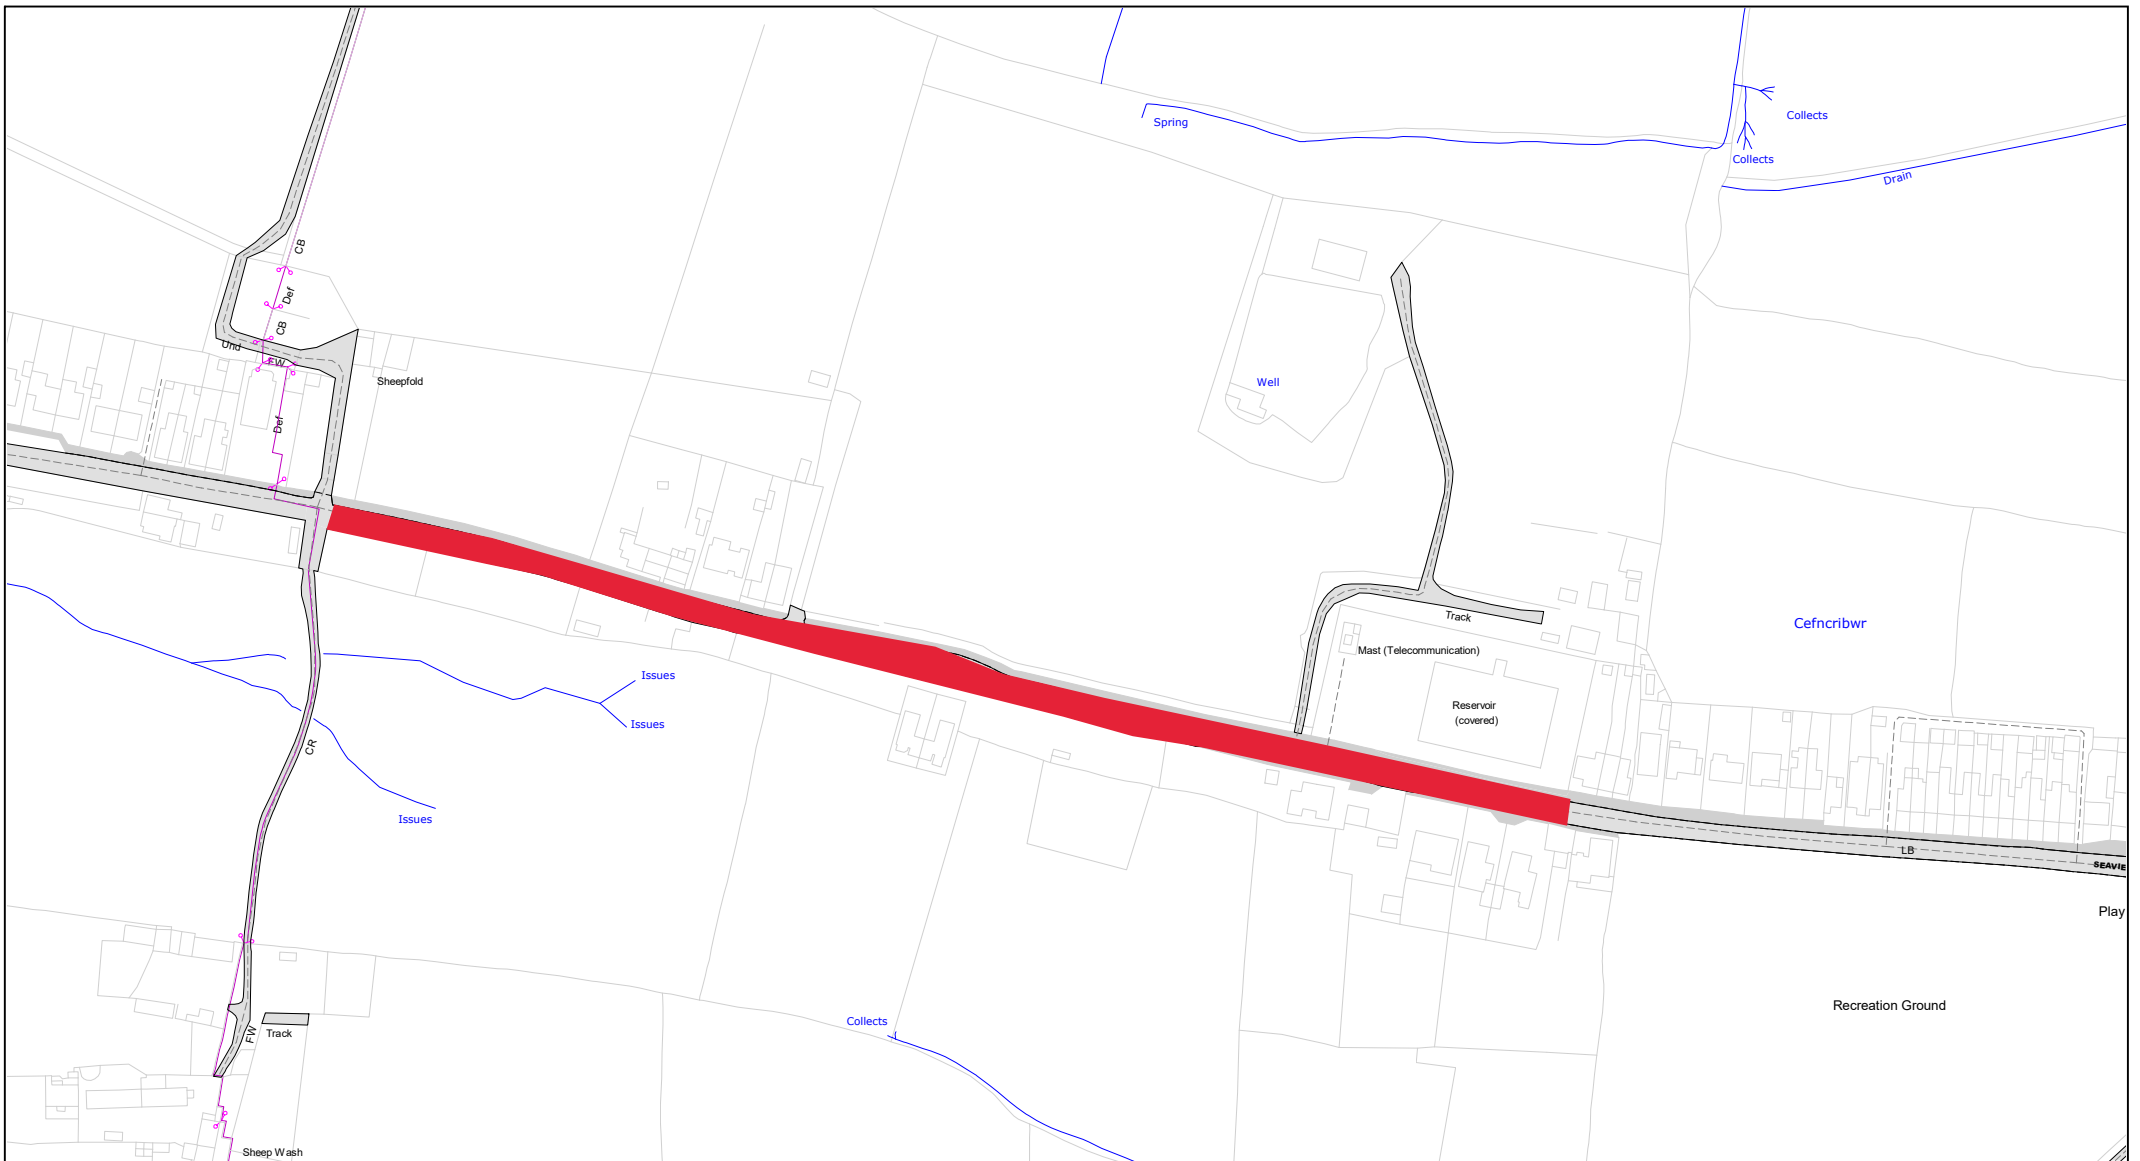 Spring
Collects
Collects
Drain
CB
Def
CB
Und
FW
Sheepfold
Well
Def
Track
Cefncribwr
Mast (Telecommunication)
Issues
Reservoir
(covered)
Issues
CR
Issues
LB
SEAVIE
Play
Recreation Ground
Collects
FW
Track
Sheep Wash